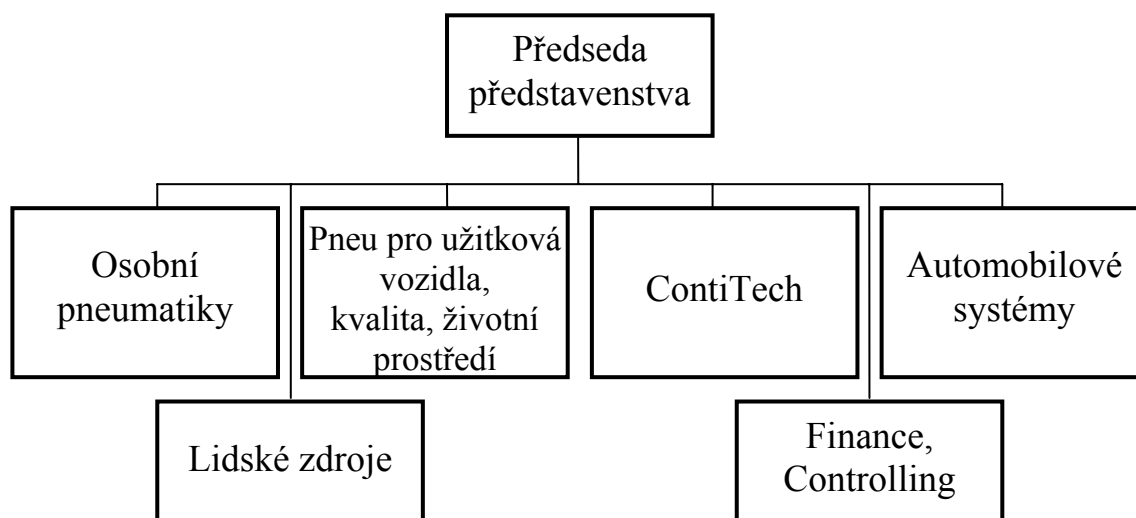 Předseda
představenstva
Osobní
pneumatiky
Pneu pro užitková
vozidla,
kvalita, životní
prostředí
ContiTech
Automobilové
systémy
Lidské zdroje
Finance,
Controlling